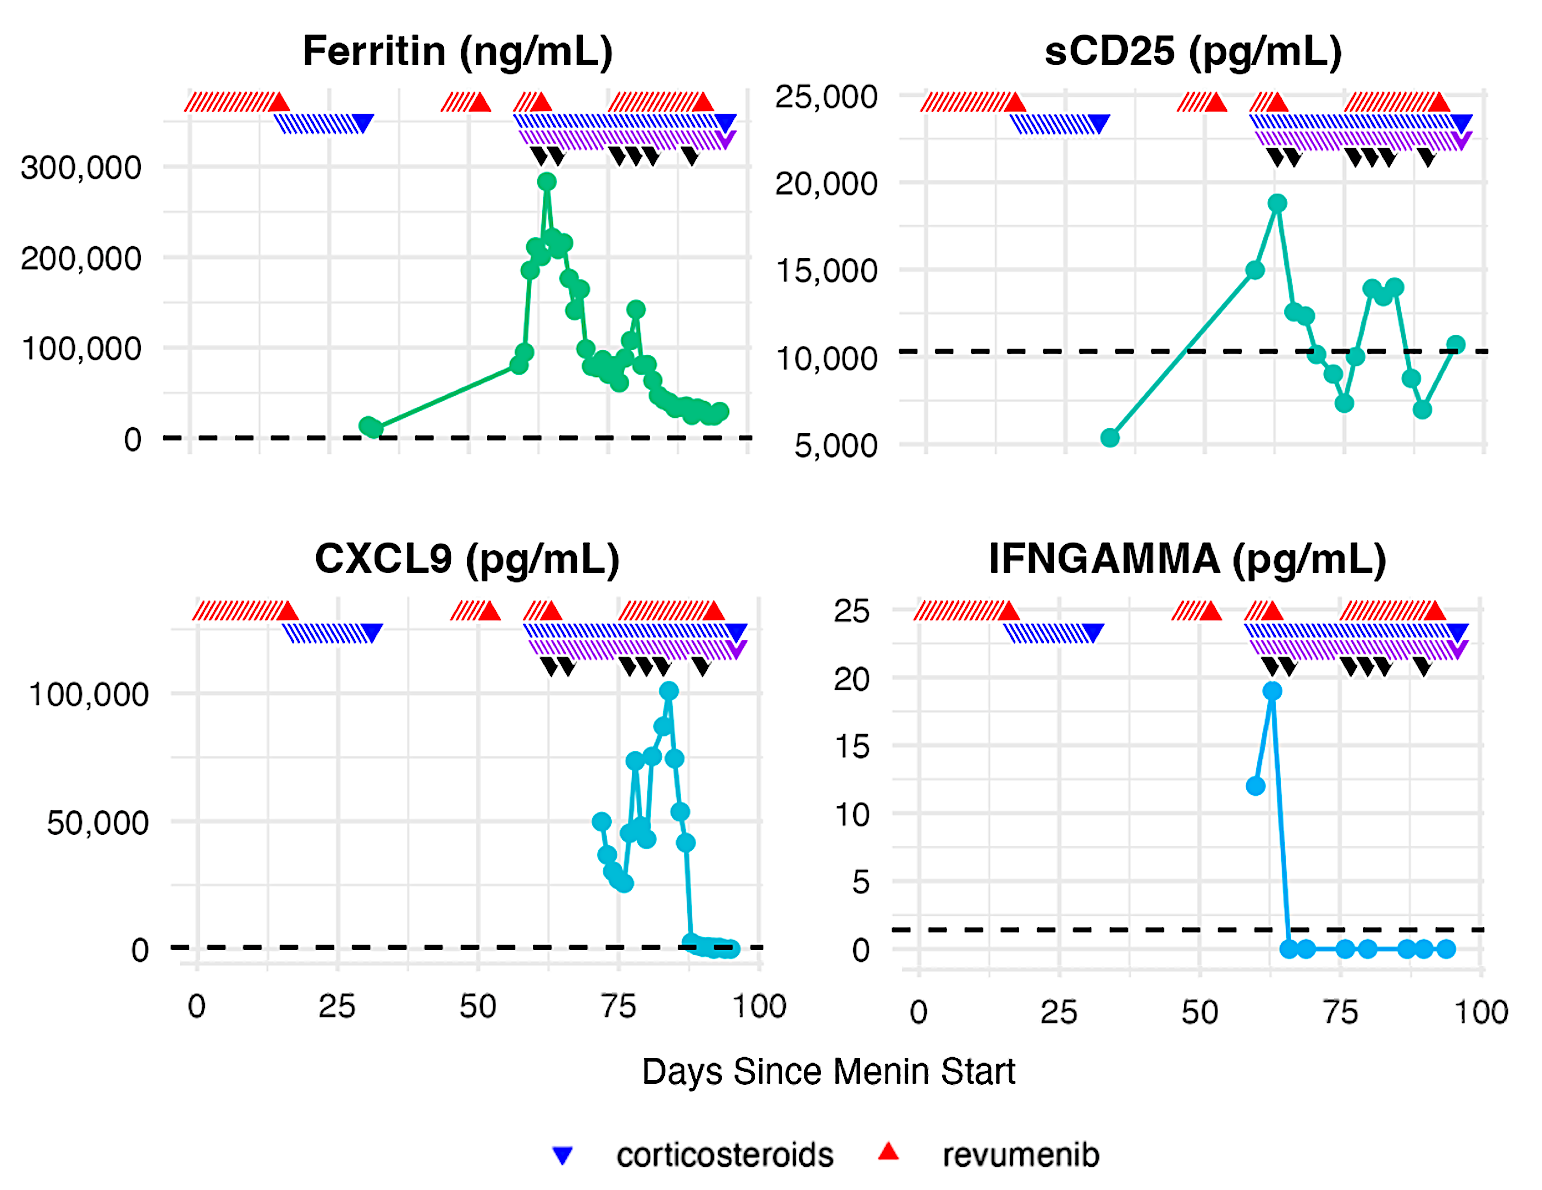 Ferritin (ng/mL)
300,000
200,000
100,000
0
sCD25 (pg/mL)
25,000
20,000
15,000
10,000
5,000
CXCL9 (pg/mL)
100,000
50,000
0
0 25 50 75 100
IFNGAMMA (pg/mL)
25
20
15
10
5
0
0 25 50 75 100
Days Since Menin Start
corticosteroids revumenib